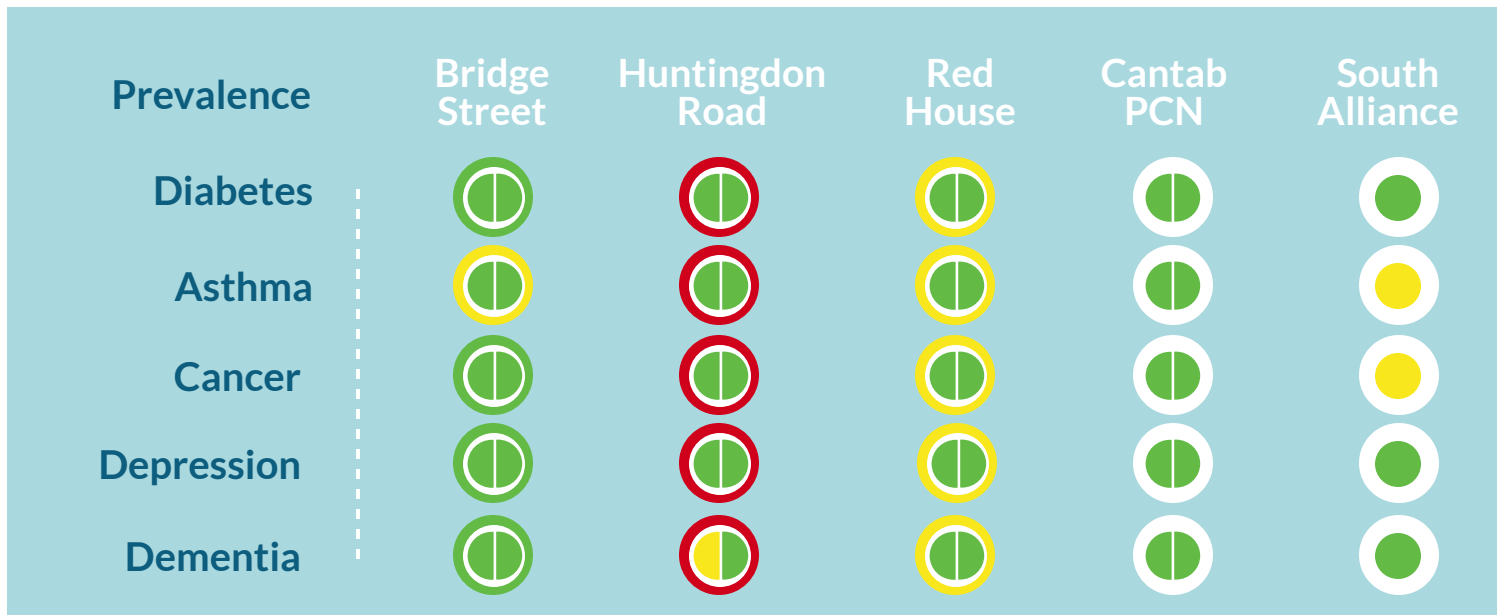 Prevalence
Bridge Street
Huntingdon Road
Red House
Cantab PCN
South Alliance
Diabetes
Asthma
Cancer
Depression
Dementia